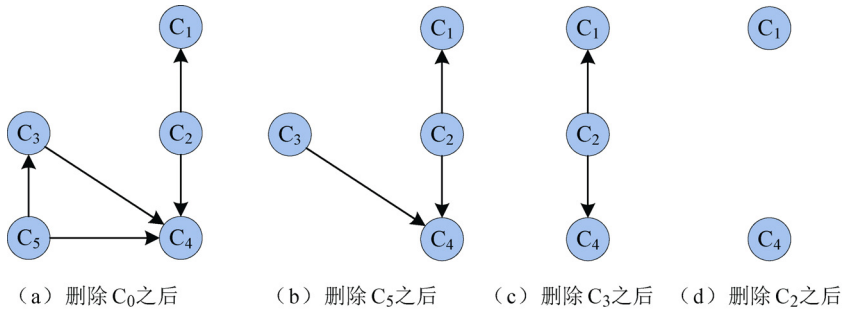 C₁ C₁ C₁ C₁
C₃ C₂ C₃ C₂ C₂
C₅ C₄ C₄ C₄ C₄
（a）删除 C₀之后 （b）删除 C₅之后 （c）删除 C₃之后 （d）删除 C₂之后